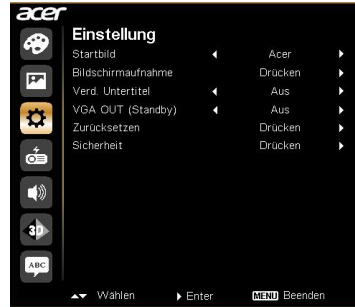 acer
Einstellung
Startbild Acer
Bildschirmaufnahme Drücken
Verd. Untertitel Aus
VGA OUT (Standby) Aus
Zurücksetzen Drücken
Sicherheit Drücken
3D
ABC
Wählen Enter MENU Beenden